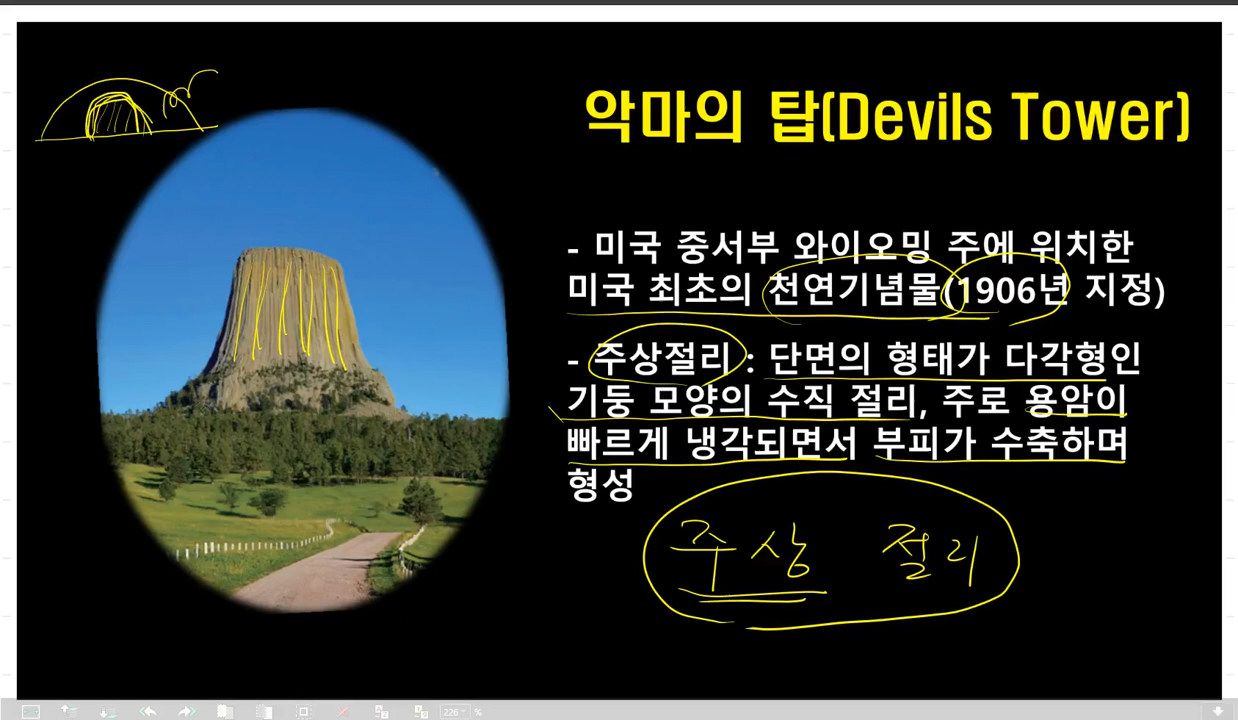 악마의 탑(Devils Tower)
- 미국 중서부 와이오밍 주에 위치한
미국 최초의 천연기념물(1906년 지정)
- 주상절리 : 단면의 형태가 다각형인
기둥 모양의 수직 절리, 주로 용암이
빠르게 냉각되면서 부피가 수축하며
형성
주상 절리
226 %